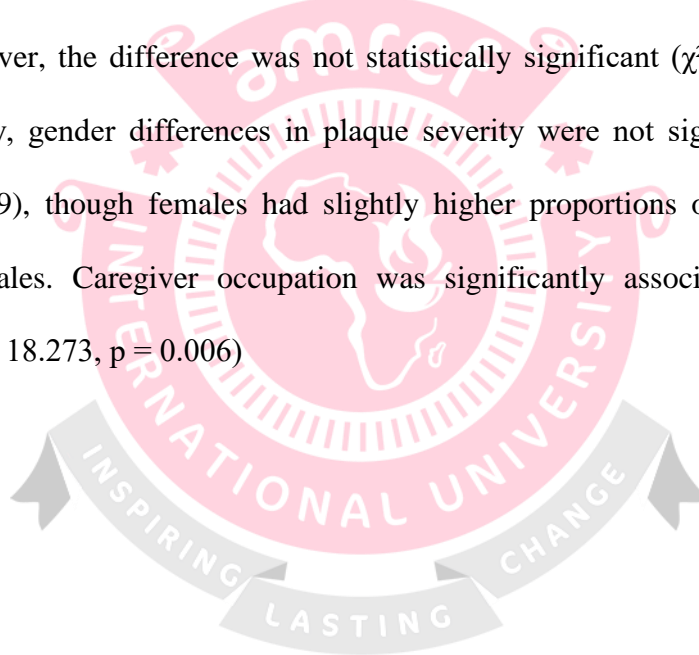 ver, the difference was not statistically significant (χ²
y, gender differences in plaque severity were not sig
9), though females had slightly higher proportions o
ales. Caregiver occupation was significantly associ
18.273, p = 0.006)
amref
INTERNATIONAL UNIVERSITY
INSPIRING
LASTING
CHANGE